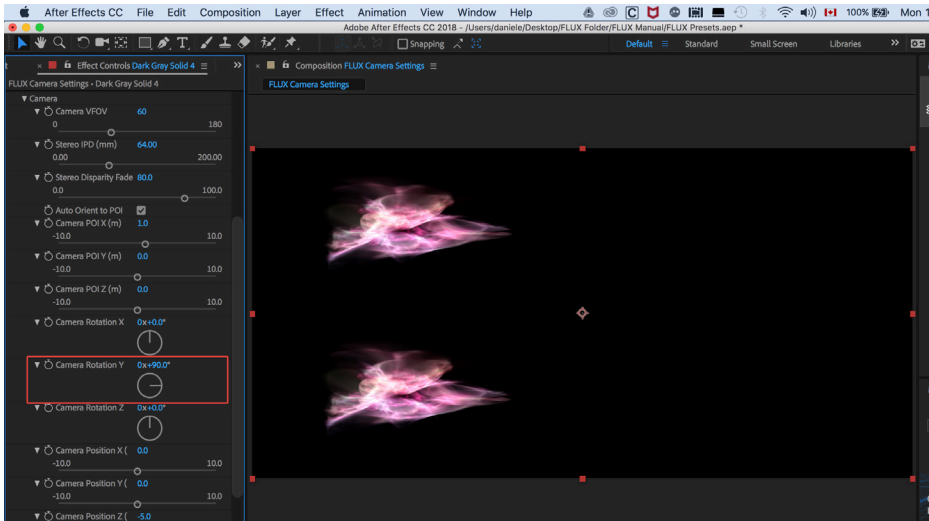 After Effects CC File Edit Composition Layer Effect Animation View Window Help 100% Mon 1
Adobe After Effects CC 2018 - /Users/daniele/Desktop/FLUX Folder/FLUX Manual/FLUX Presets.aep *
Snapping Default Standard Small Screen Libraries
t × Effect Controls Dark Gray Solid 4 × Composition FLUX Camera Settings
FLUX Camera Settings • Dark Gray Solid 4
FLUX Camera Settings
Camera
Camera VFOV 60
0 180
Stereo IPD (mm) 64.00
0.00 200.00
Stereo Disparity Fade 80.0
0.0 100.0
Auto Orient to POI
Camera POI X (m) 1.0
-10.0 10.0
Camera POI Y (m) 0.0
-10.0 10.0
Camera POI Z (m) 0.0
-10.0 10.0
Camera Rotation X 0x+0.0°
Camera Rotation Y 0x+90.0°
Camera Rotation Z 0x+0.0°
Camera Position X ( 0.0
-10.0 10.0
Camera Position Y ( 0.0
-10.0 10.0
Camera Position Z ( -5.0